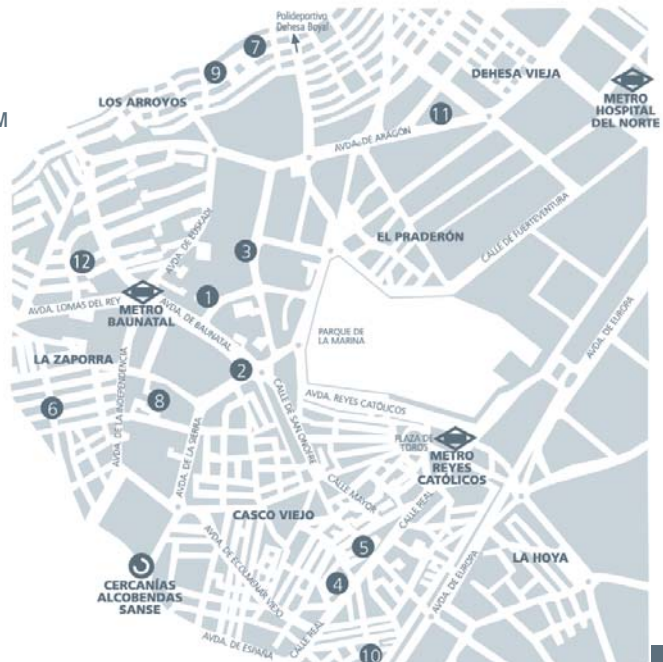 Polideportivo
Dehesa Boyal
7
9
DEHESA VIEJA
METRO
HOSPITAL
DEL NORTE
LOS ARROYOS
M
11
AVDA. DE ARAGÓN
CALLE DE FUERTEVENTURA
EL PRADERÓN
AVDA. DE EUSKADI
3
12
AVDA. LOMAS DEL REY
METRO
BAUNATAL
1
AVDA. DE BAUNATAL
PARQUE DE
LA MARINA
AVDA. DE EUROPA
LA ZAPORRA
2
6
AVDA. DE LA INDEPENDENCIA
8
AVDA. REYES CATÓLICOS
CALLE DE SAN ONOFRE
PLAZA DE
TOROS
METRO
REYES
CATÓLICOS
AVDA. DE LA SIERRA
CALLE MAYOR
CALLE REAL
CASCO VIEJO
5
LA HOYA
CERCANÍAS
ALCOBENDAS
SANSE
AVDA. DE ECOLMENAR VIEJO
4
AVDA. DE EUROPA
AVDA. DE ESPAÑA
CALLE REAL
10